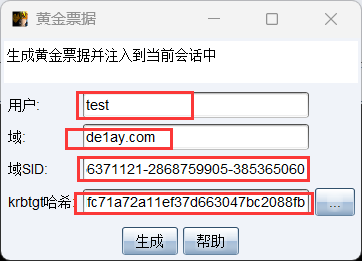 黄金票据
生成黄金票据并注入到当前会话中
用户: test
域: de1ay.com
域SID: 6371121-2868759905-385365060
krbtgt哈希: fc71a72a11ef37d663047bc2088fb ...
生成 帮助